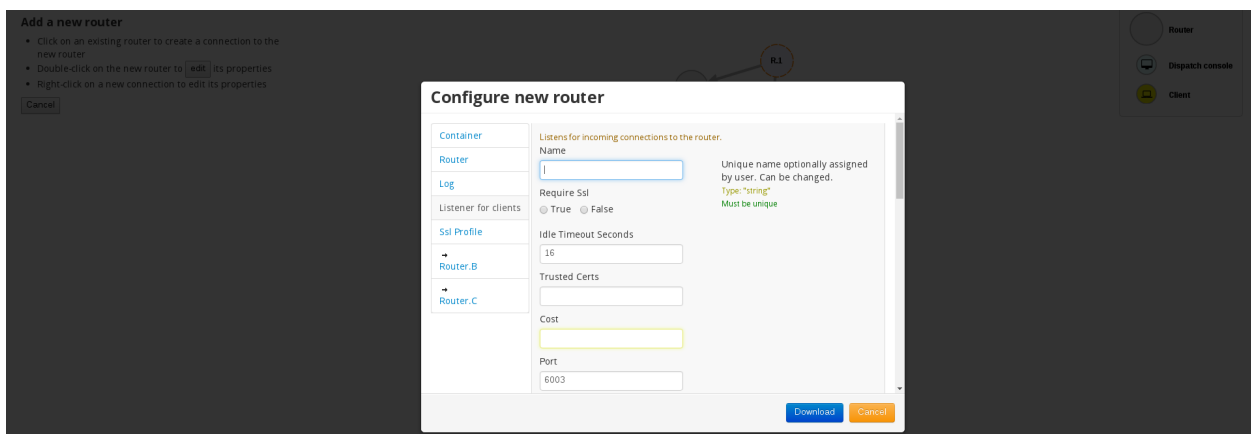 Add a new router
• Click on an existing router to create a connection to the
new router
• Double-click on the new router to edit its properties
• Right-click on a new connection to edit its properties
Cancel
R.1
Router
Dispatch console
Client
Configure new router
Container
Router
Log
Listener for clients
Ssl Profile
→
Router.B
→
Router.C
Listens for incoming connections to the router.
Name
Require Ssl
True False
Idle Timeout Seconds
16
Trusted Certs
Cost
Port
6003
Unique name optionally assigned
by user. Can be changed.
Type: "string"
Must be unique
Download Cancel